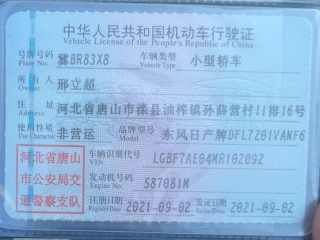 中华人民共和国机动车行驶证
Vehicle License of the People's Republic of China
号牌号码 Plate No. 冀BR83X8 车辆类型 Vehicle Type 小型轿车
所有人 邢立超
住址 河北省唐山市滦县油榨镇孙薛营村11排16号
使用性质 非营运 品牌型号 东风日产牌DFL7201VANF6
河北省唐山市公安局交通警察支队
车辆识别代号 VIN LGBF7AE04MR102092
发动机号码 Engine No. 587081M
注册日期 Register Date 2021-09-02 发证日期 Issue Date 2021-09-02